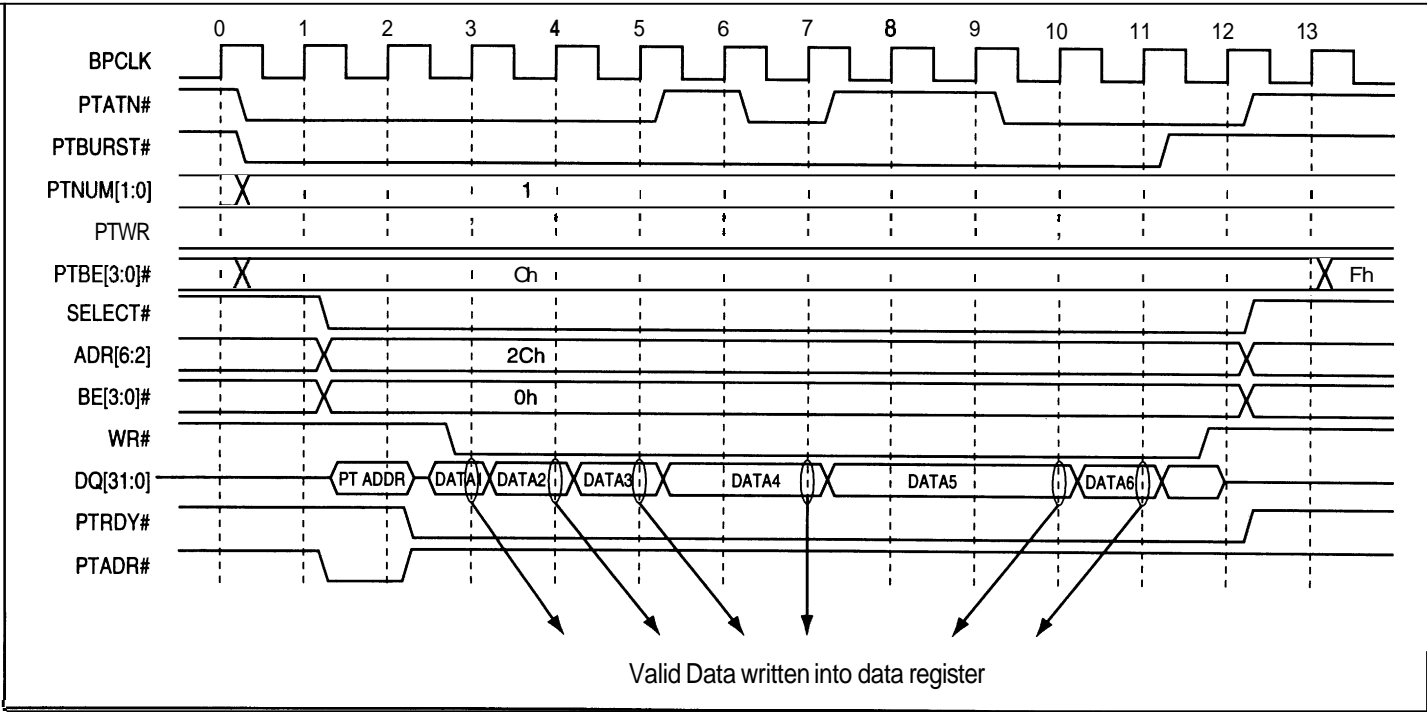 0 1 2 3 4 5 6 7 8 9 10 11 12 13
BPCLK
PTATN#
PTBURST#
PTNUM[1:0] 1
PTWR
PTBE[3:0]# Ch Fh
SELECT#
ADR[6:2] 2Ch
BE[3:0]# 0h
WR#
DQ[31:0] PT ADDR DATA1 DATA2 DATA3 DATA4 DATA5 DATA6
PTRDY#
PTADR#
Valid Data written into data register